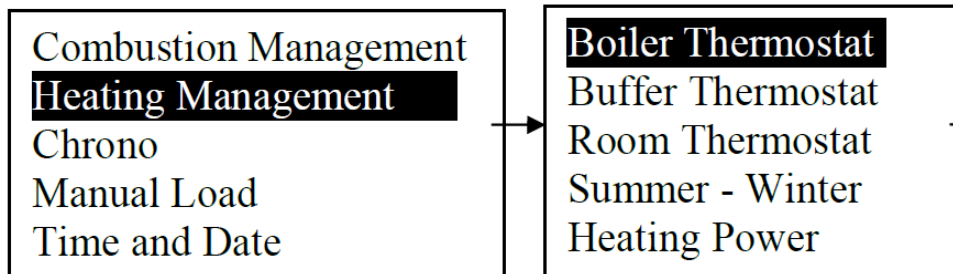 Combustion Management
Heating Management
Chrono
Manual Load
Time and Date
Boiler Thermostat
Buffer Thermostat
Room Thermostat
Summer - Winter
Heating Power